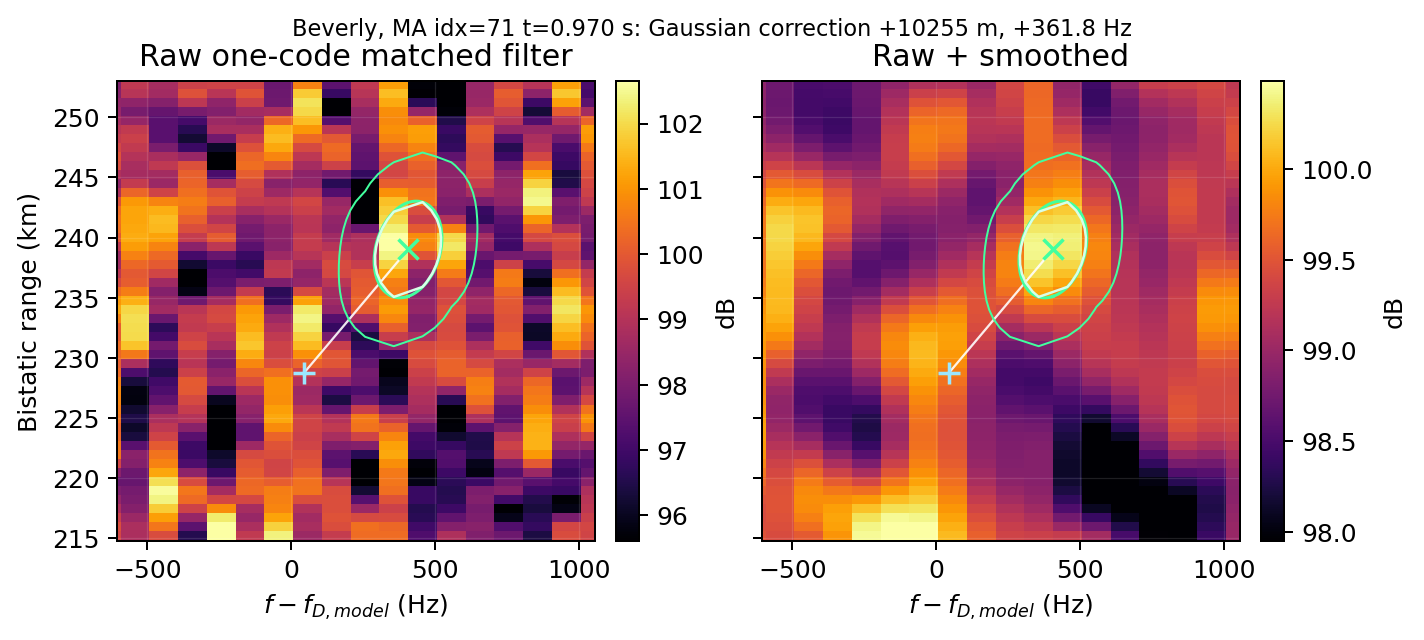 Beverly, MA idx=71 t=0.970 s: Gaussian correction +10255 m, +361.8 Hz
Raw one-code matched filter
Raw + smoothed
Bistatic range (km)
250
245
240
235
230
225
220
215
−500 0 500 1000
f − f_{D, model} (Hz)
102
101
100
99
98
97
96
dB
−500 0 500 1000
f − f_{D, model} (Hz)
100.0
99.5
99.0
98.5
98.0
dB